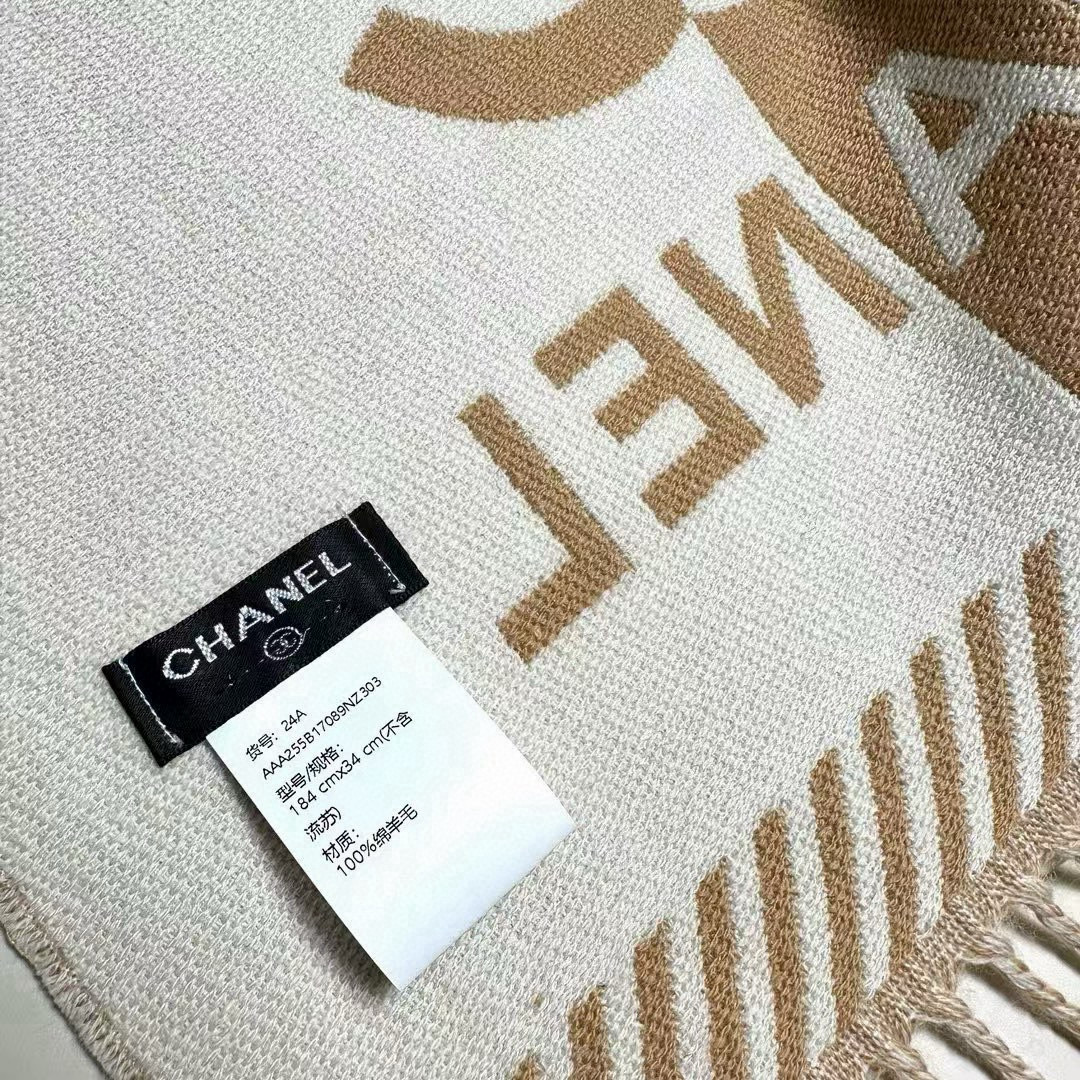 A
NEL
CHANEL
货号: 24A
AAA255B17089NZ303
型号/规格:
184 cmx34 cm(不含
流苏)
材质:
100%绵羊毛